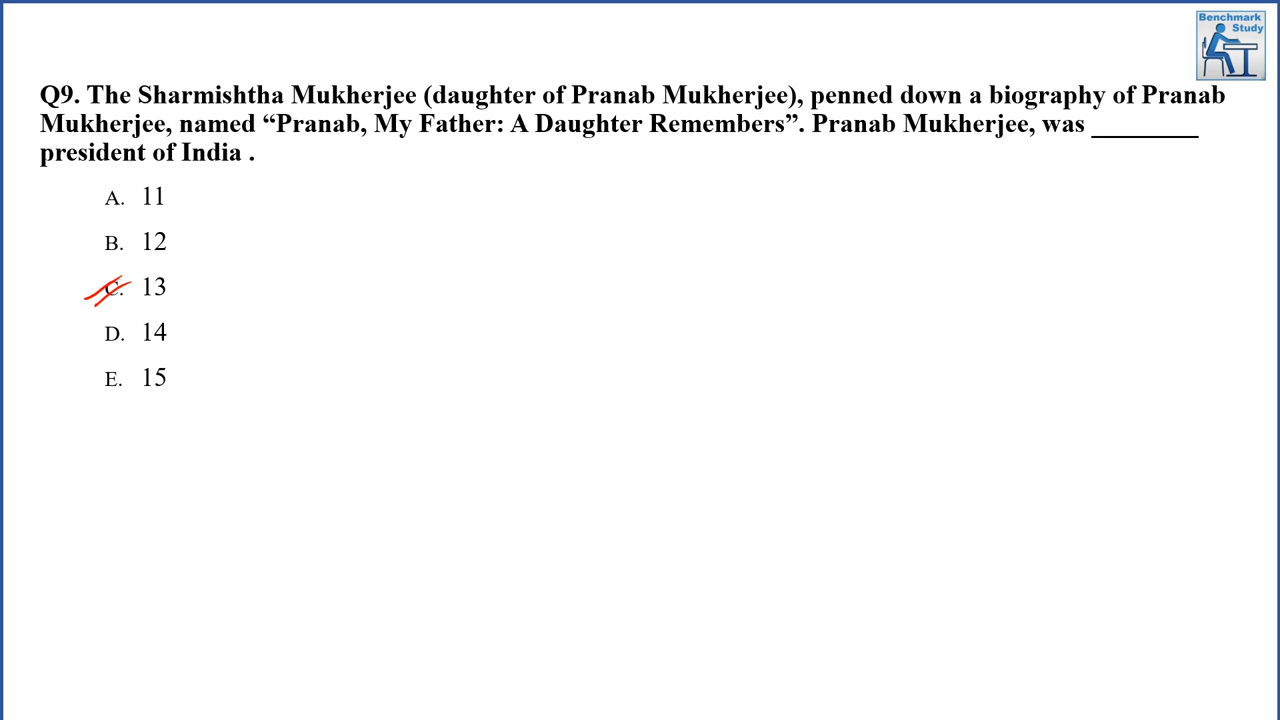 Benchmark
Study
Q9. The Sharmishtha Mukherjee (daughter of Pranab Mukherjee), penned down a biography of Pranab
Mukherjee, named “Pranab, My Father: A Daughter Remembers”. Pranab Mukherjee, was ________
president of India .
A. 11
B. 12
C. 13
D. 14
E. 15